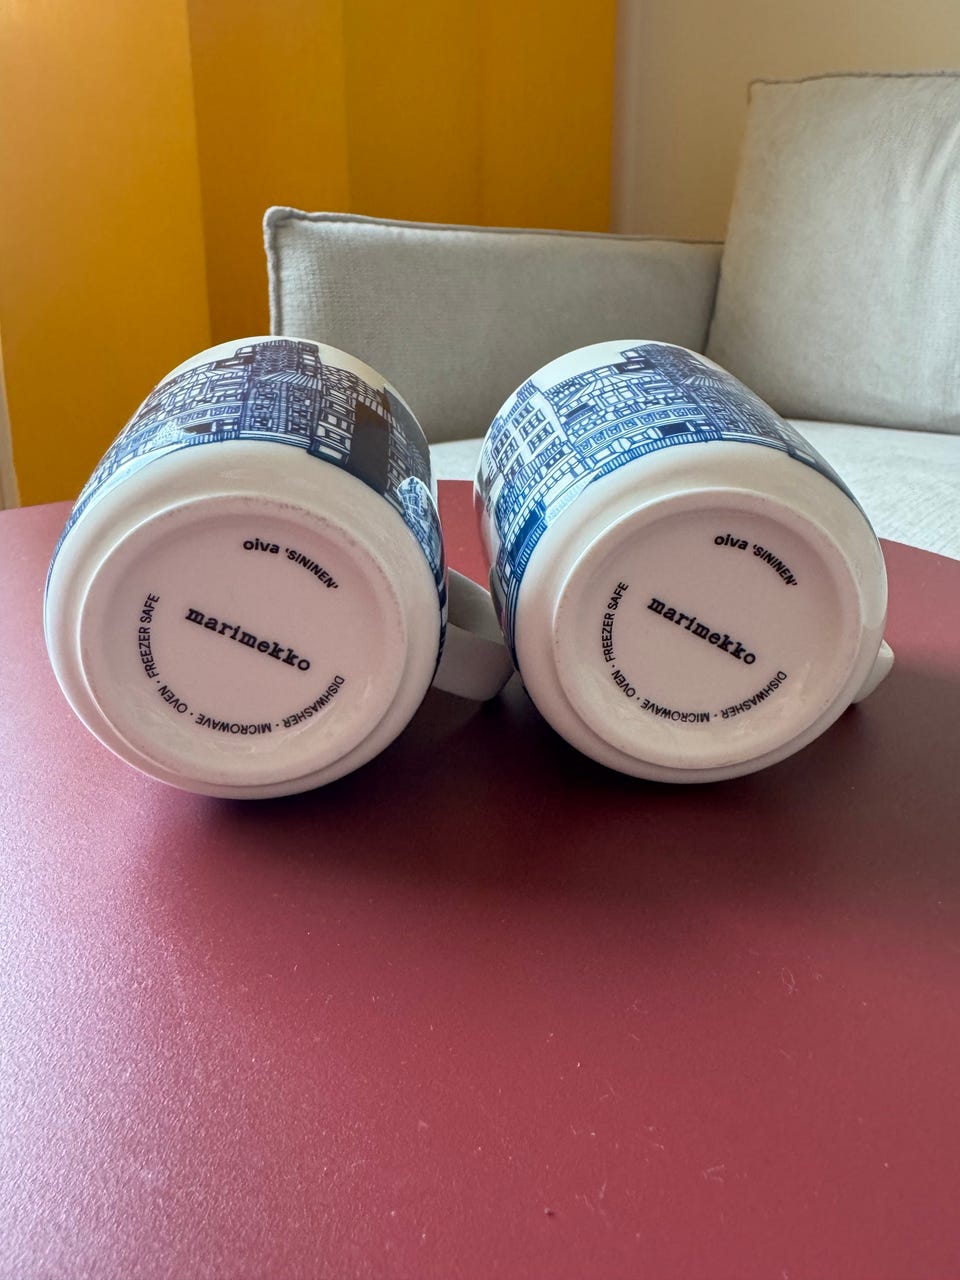 oiva 'SININEN'
marimekko
DISHWASHER · MICROWAVE · OVEN · FREEZER SAFE
oiva 'SININEN'
marimekko
DISHWASHER · MICROWAVE · OVEN · FREEZER SAFE